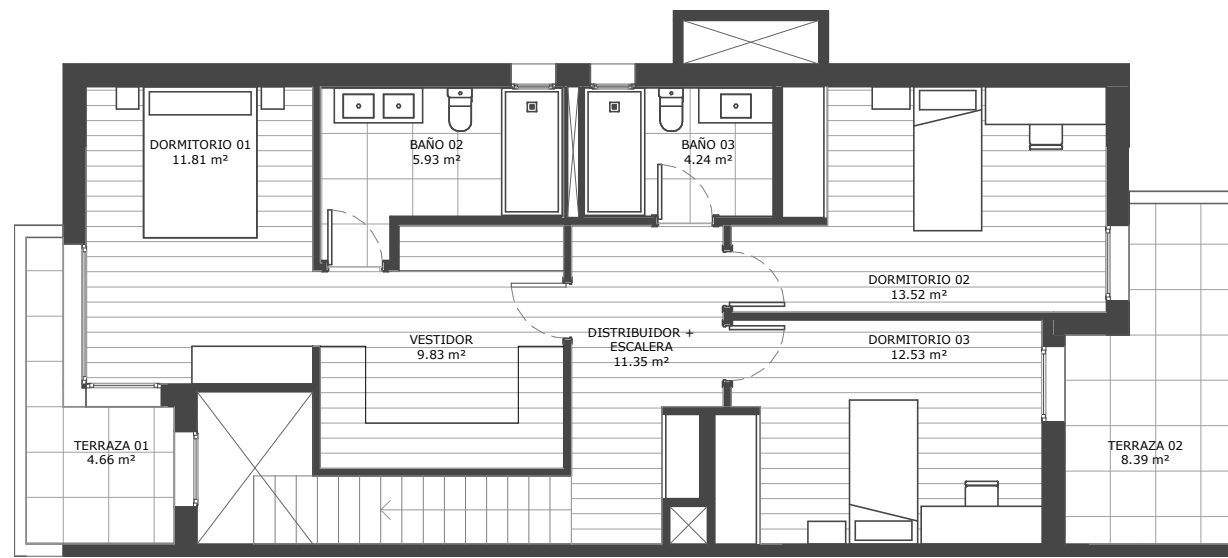 DORMITORIO 01
11.81 m²
BAÑO 02
5.93 m²
BAÑO 03
4.24 m²
DORMITORIO 02
13.52 m²
VESTIDOR
9.83 m²
DISTRIBUIDOR +
ESCALERA
11.35 m²
DORMITORIO 03
12.53 m²
TERRAZA 01
4.66 m²
TERRAZA 02
8.39 m²